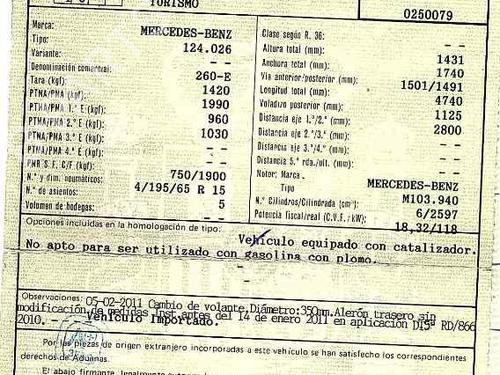 TURISMO
0250079
Marca: MERCEDES-BENZ
Tipo: 124.026
Variante: - -
Denominación comercial: 260-E
Tara (kgf): 1420
PTMA/PMA (kgf): 1990
PTMA/PMA 1.ª E (kgf): 960
PTMA/PMA 2.ª E (kgf): 1030
PTMA/PMA 3.ª E (kgf): - -
PTMA/PMA 4.ª E (kgf) - -
PMR S.F. C/F (kgf): 750/1900
N.º y dim. neumáticos: 4/195/65 R 15
N.º de asientos: 5
Volumen de bodegas: - -
Clase según R. 36: - -
Altura total (mm): 1431
Anchura total (mm): 1740
Vía anterior/posterior (mm): 1501/1491
Longitud total (mm): 4740
Voladizo posterior (mm): 1125
Distancia eje 1.º/2.º (mm): 2800
Distancia eje 2.º/3.º (mm): - -
Distancia eje 3.º/4.º (mm): - -
Distancia 5.ª rda./ult. (mm): - -
Motor: Marca MERCEDES-BENZ
Tipo M103.940
N.º Cilindros/Cilindrada (cm³) 6/2597
Potencia fiscal/real (C.V.F./kW): 18,32/118
Opciones incluidas en la homologación de tipo: Vehículo equipado con catalizador.
No apto para ser utilizado con gasolina con plomo.
Observaciones: 05-02-2011 Cambio de volante,Diámetro:350mm.Alerón trasero sin
modificación de medidas Inst.antes del 14 de enero 2011 en aplicación D15ª RD/866
2010. - Vehículo Importado.
Por las piezas de origen extranjero incorporadas a este vehículo se han satisfecho los correspondientes
derechos de Aduanas.
El abajo firmante, legalmente